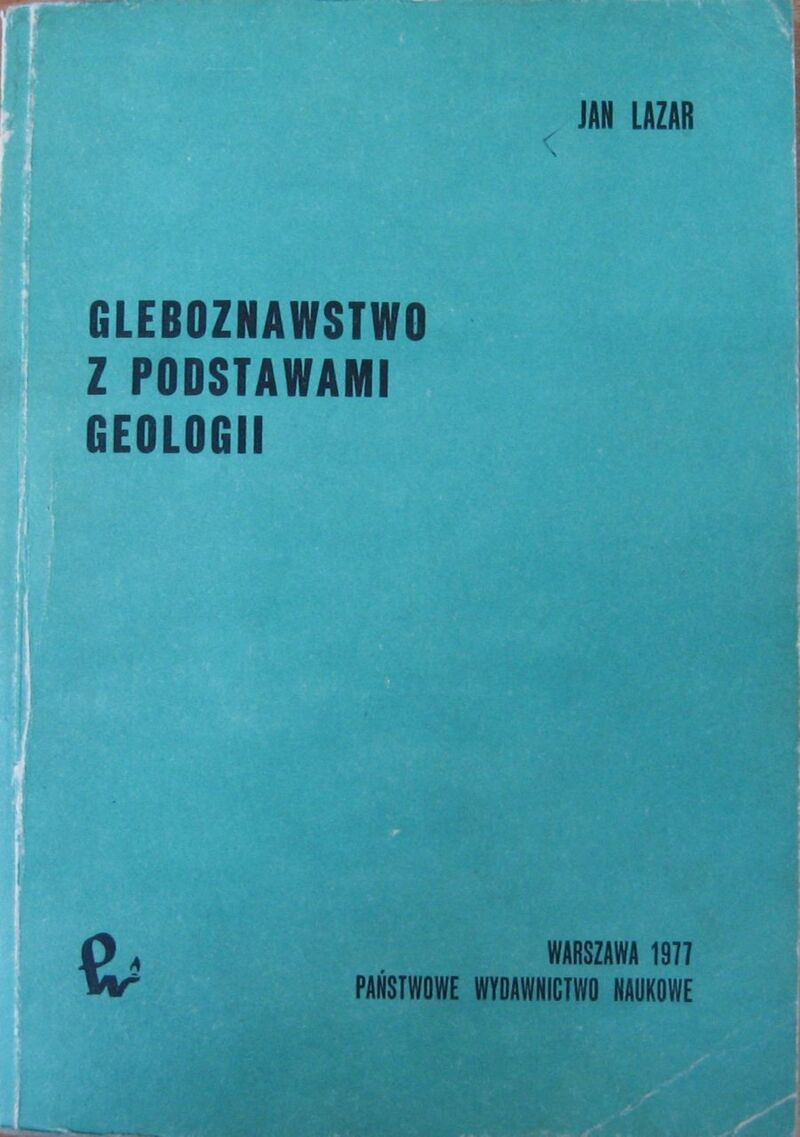 JAN LAZAR
GLEBOZNAWSTWO
Z PODSTAWAMI
GEOLOGII
WARSZAWA 1977
PAŃSTWOWE WYDAWNICTWO NAUKOWE